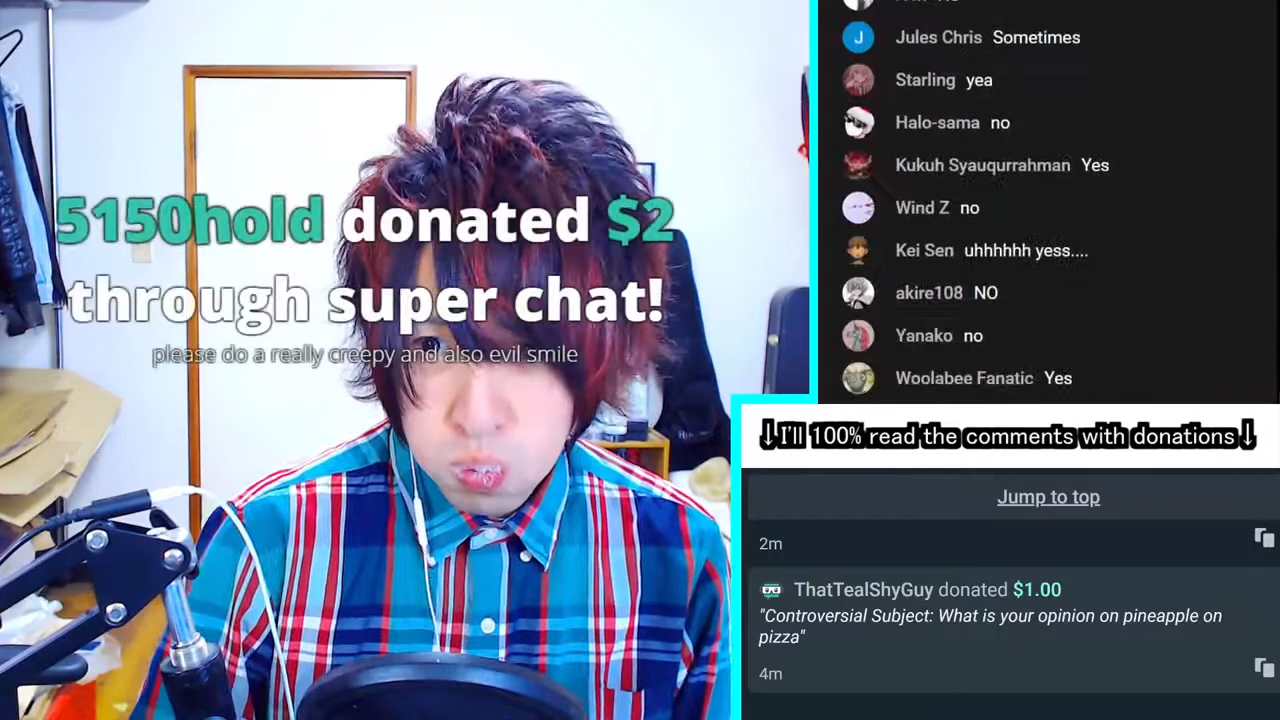 5150hold donated $2
through super chat!
please do a really creepy and also evil smile
Jules Chris Sometimes
Starling yea
Halo-sama no
Kukuh Syauqurrahman Yes
Wind Z no
Kei Sen uhhhhhh yess....
akire108 NO
Yanako no
Woolabee Fanatic Yes
↓I'll 100% read the comments with donations↓
Jump to top
2m
ThatTealShyGuy donated $1.00
"Controversial Subject: What is your opinion on pineapple on
pizza"
4m